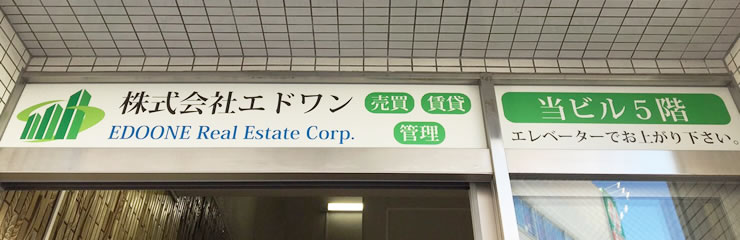 株式会社エドワン
EDOONE Real Estate Corp.
売買 賃貸
管理
当ビル5階
エレベーターでお上がり下さい。